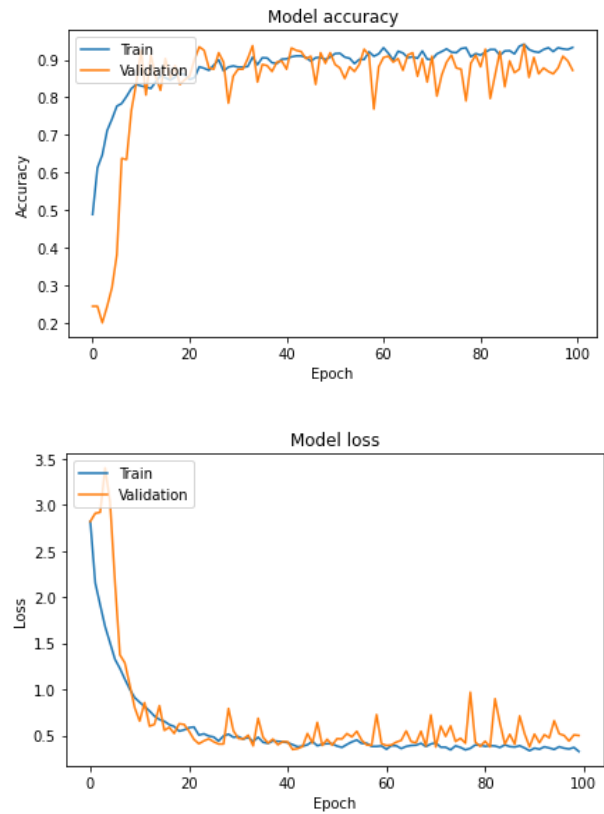 Model accuracy
Train
Validation
0.9
0.8
0.7
0.6
0.5
0.4
0.3
0.2
Accuracy
0 20 40 60 80 100
Epoch
Model loss
Train
Validation
3.5
3.0
2.5
2.0
1.5
1.0
0.5
Loss
0 20 40 60 80 100
Epoch